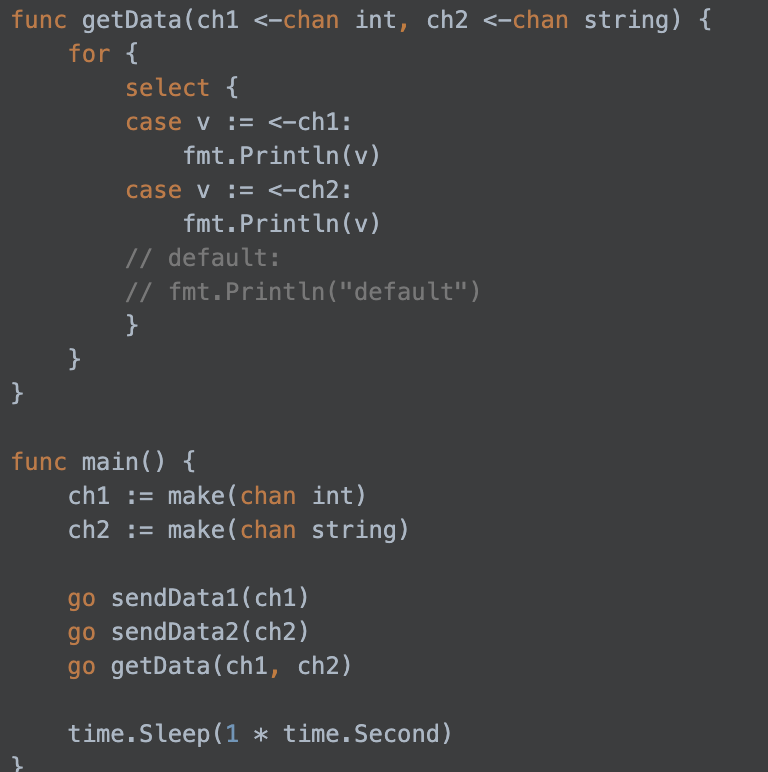 func getData(ch1 <-chan int, ch2 <-chan string) {
    for {
        select {
        case v := <-ch1:
            fmt.Println(v)
        case v := <-ch2:
            fmt.Println(v)
        // default:
        // fmt.Println("default")
        }
    }
}

func main() {
    ch1 := make(chan int)
    ch2 := make(chan string)

    go sendData1(ch1)
    go sendData2(ch2)
    go getData(ch1, ch2)

    time.Sleep(1 * time.Second)
}